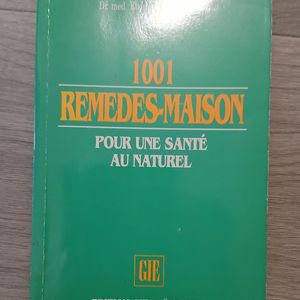 Dr. med.
1001
REMEDES-MAISON
POUR UNE SANTÉ
AU NATUREL
GIE